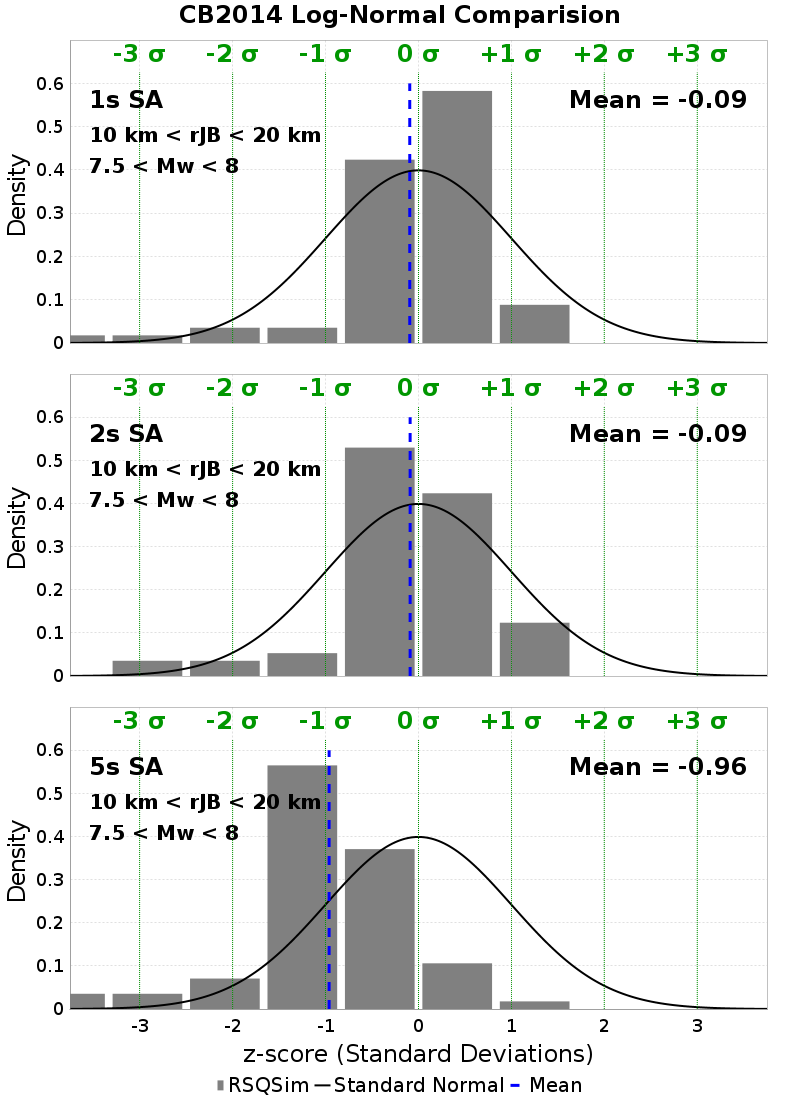 CB2014 Log-Normal Comparision
-3 σ -2 σ -1 σ 0 σ +1 σ +2 σ +3 σ
1s SA Mean = -0.09
10 km < rJB < 20 km
7.5 < Mw < 8
Density
0.6
0.5
0.4
0.3
0.2
0.1
0
-3 σ -2 σ -1 σ 0 σ +1 σ +2 σ +3 σ
2s SA Mean = -0.09
10 km < rJB < 20 km
7.5 < Mw < 8
Density
0.6
0.5
0.4
0.3
0.2
0.1
0
-3 σ -2 σ -1 σ 0 σ +1 σ +2 σ +3 σ
5s SA Mean = -0.96
10 km < rJB < 20 km
7.5 < Mw < 8
Density
0.6
0.5
0.4
0.3
0.2
0.1
0
-3 -2 -1 0 1 2 3
z-score (Standard Deviations)
RSQSim Standard Normal Mean